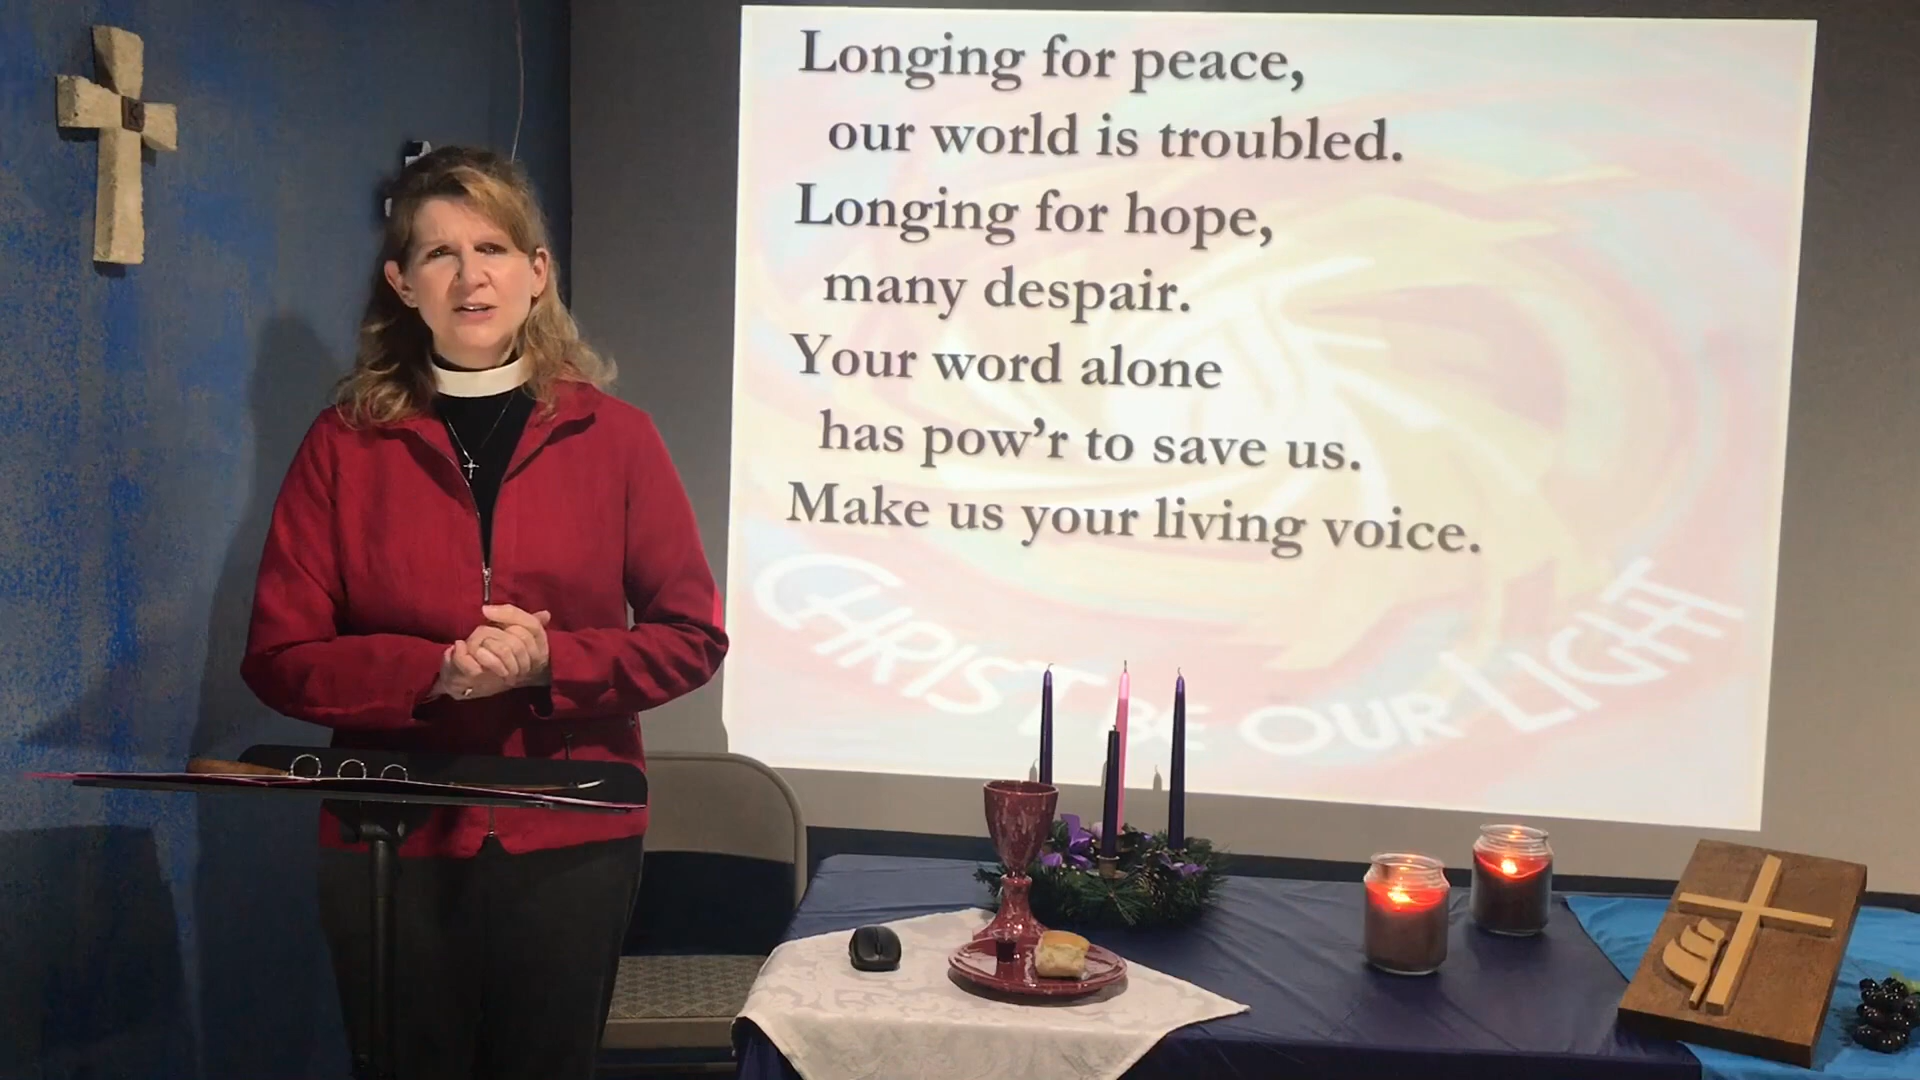 Longing for peace,
our world is troubled.
Longing for hope,
many despair.
Your word alone
has pow’r to save us.
Make us your living voice.
CHRIST BE OUR LIGHT